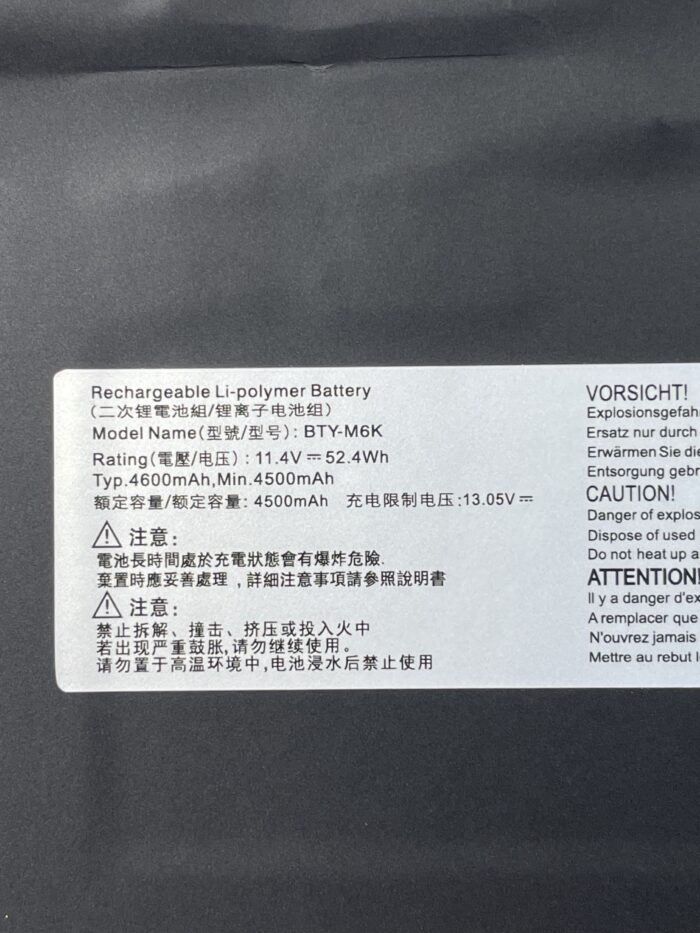 Rechargeable Li-polymer Battery
(二次锂電池組/锂离子电池组)
Model Name(型號/型号): BTY-M6K
Rating(電壓/电压) : 11.4V ⎓ 52.4Wh
Typ.4600mAh,Min.4500mAh
額定容量/额定容量: 4500mAh 充电限制电压:13.05V ⎓
注意:
電池長時間處於充電狀態會有爆炸危險.
棄置時應妥善處理 , 詳細注意事項請參照說明書
注意:
禁止拆解、撞击、挤压或投入火中
若出现严重鼓胀,请勿继续使用。
请勿置于高温环境中,电池浸水后禁止使用
VORSICHT!
Explosionsgefah
Ersatz nur durch
Erwärmen Sie die
Entsorgung gebr
CAUTION!
Danger of explos
Dispose of used
Do not heat up a
ATTENTION!
Il y a danger d'ex
A remplacer que
N'ouvrez jamais
Mettre au rebut l